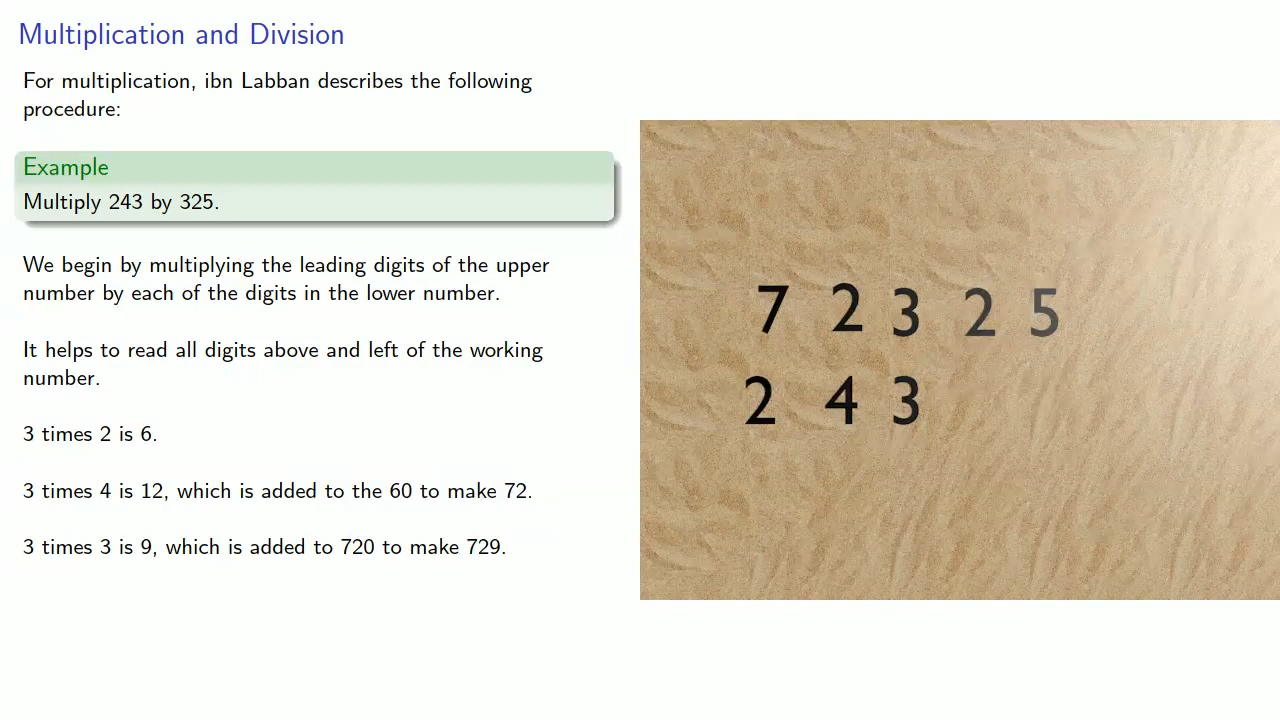 Multiplication and Division
For multiplication, ibn Labban describes the following
procedure:
Example
Multiply 243 by 325.
We begin by multiplying the leading digits of the upper
number by each of the digits in the lower number.
It helps to read all digits above and left of the working
number.
3 times 2 is 6.
3 times 4 is 12, which is added to the 60 to make 72.
3 times 3 is 9, which is added to 720 to make 729.
7 2 3 2 5
2 4 3